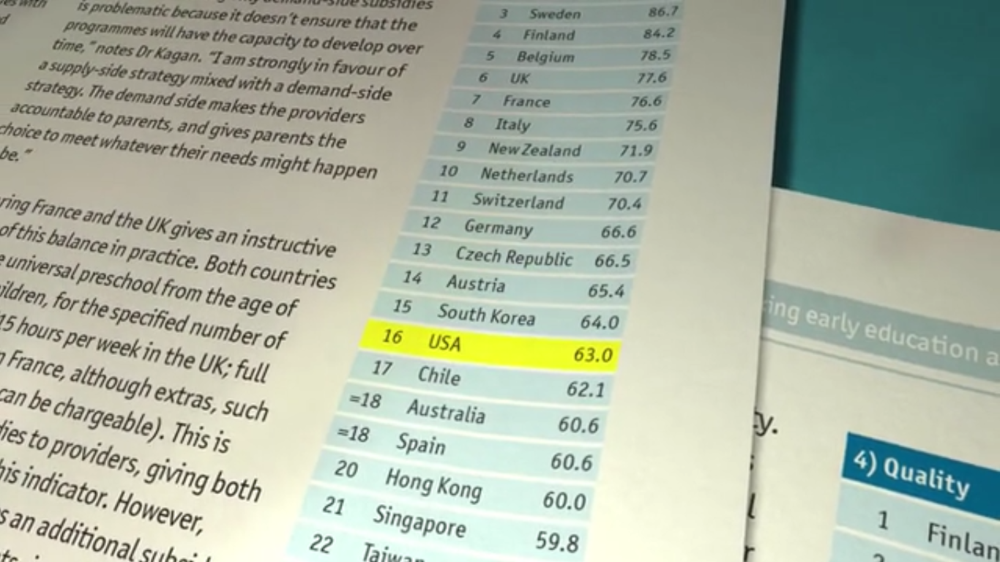 subsidies
is problematic because it doesn't ensure that the
programmes will have the capacity to develop over
time," notes Dr Kagan. "I am strongly in favour of
a supply-side strategy mixed with a demand-side
strategy. The demand side makes the providers
accountable to parents, and gives parents the
choice to meet whatever their needs might happen
be."
ring France and the UK gives an instructive
of this balance in practice. Both countries
universal preschool from the age of
ildren, for the specified number of
15 hours per week in the UK; full
n France, although extras, such
can be chargeable). This is
dies to providers, giving both
his indicator. However,
s an additional
3 Sweden 86.7
4 Finland 84.2
5 Belgium 78.5
6 UK 77.6
7 France 76.6
8 Italy 75.6
9 New Zealand 71.9
10 Netherlands 70.7
11 Switzerland 70.4
12 Germany 66.6
13 Czech Republic 66.5
14 Austria 65.4
15 South Korea 64.0
16 USA 63.0
17 Chile 62.1
=18 Australia 60.6
=18 Spain 60.6
20 Hong Kong 60.0
21 Singapore 59.8
22 Taiwan
ing early education a
ty.
4) Quality
1 Finlan